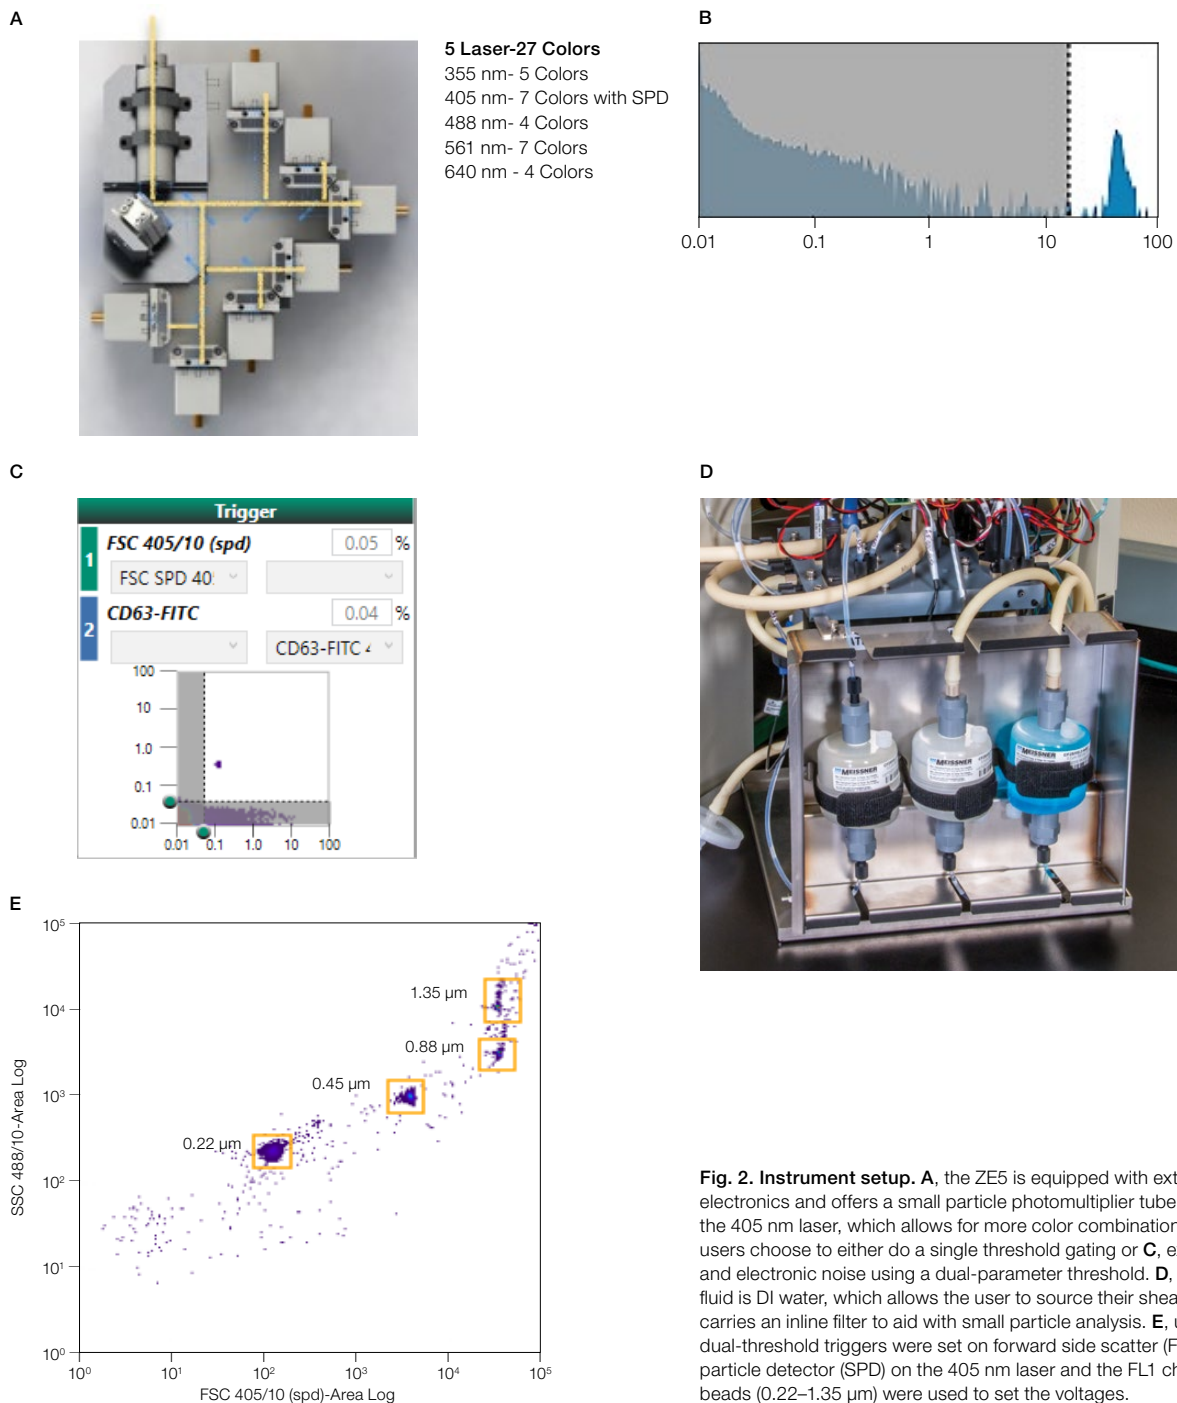 A
5 Laser-27 Colors
355 nm- 5 Colors
405 nm- 7 Colors with SPD
488 nm- 4 Colors
561 nm- 7 Colors
640 nm - 4 Colors
B
0.01 0.1 1 10 100
C
Trigger
1
FSC 405/10 (spd) 0.05 %
FSC SPD 40
2
CD63-FITC 0.04 %
CD63-FITC
100
10
1.0
0.1
0.01
0.01 0.1 1.0 10 100
D
MEISSNER
MEISSNER
MEISSNER
E
10⁵
10⁴
10³
10²
10¹
10⁰
SSC 488/10-Area Log
1.35 µm
0.88 µm
0.45 µm
0.22 µm
10⁰ 10¹ 10² 10³ 10⁴ 10⁵
FSC 405/10 (spd)-Area Log
Fig. 2. Instrument setup. A, the ZE5 is equipped with ext
electronics and offers a small particle photomultiplier tube
the 405 nm laser, which allows for more color combination
users choose to either do a single threshold gating or C, ex
and electronic noise using a dual-parameter threshold. D,
fluid is DI water, which allows the user to source their shea
carries an inline filter to aid with small particle analysis. E, u
dual-threshold triggers were set on forward side scatter (F
particle detector (SPD) on the 405 nm laser and the FL1 ch
beads (0.22–1.35 µm) were used to set the voltages.